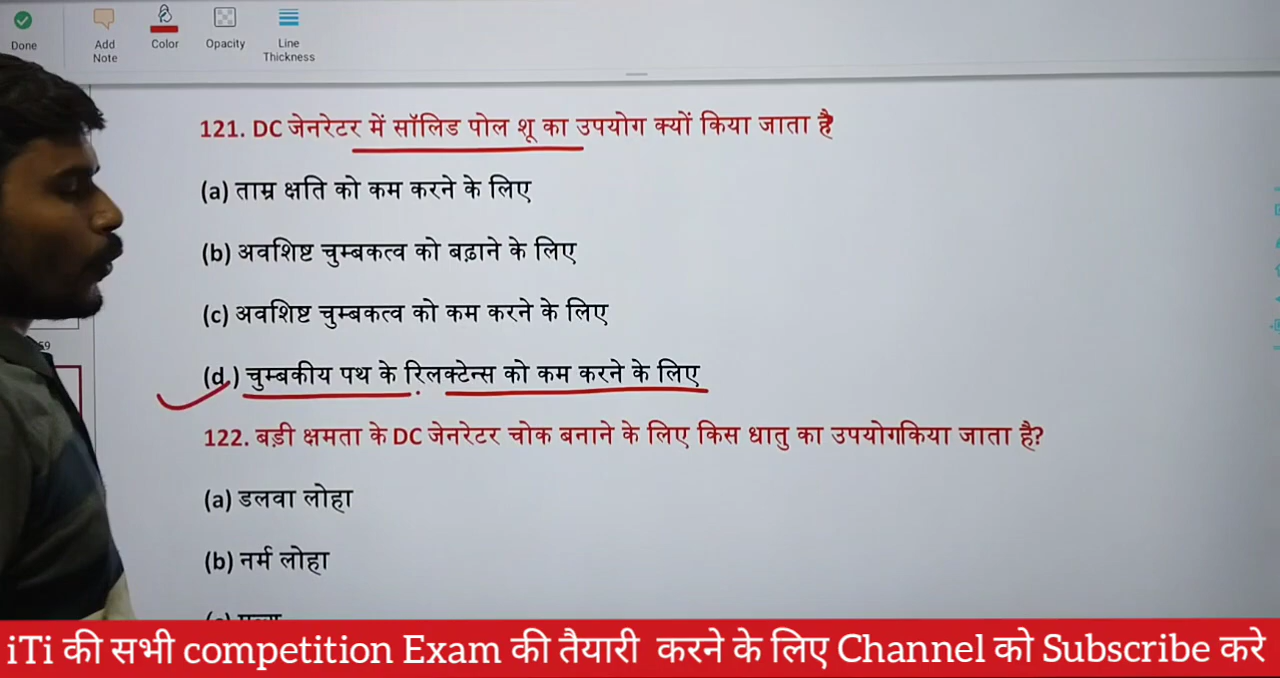 Done
Add Note
Color
Opacity
Line Thickness
121. DC जेनरेटर में सॉलिड पोल शू का उपयोग क्यों किया जाता है
(a) ताम्र क्षति को कम करने के लिए
(b) अवशिष्ट चुम्बकत्व को बढ़ाने के लिए
(c) अवशिष्ट चुम्बकत्व को कम करने के लिए
59
(d) चुम्बकीय पथ के रिलक्टेन्स को कम करने के लिए
122. बड़ी क्षमता के DC जेनरेटर चोक बनाने के लिए किस धातु का उपयोगकिया जाता है?
(a) डलवा लोहा
(b) नर्म लोहा
iTi की सभी competition Exam की तैयारी करने के लिए Channel को Subscribe करे